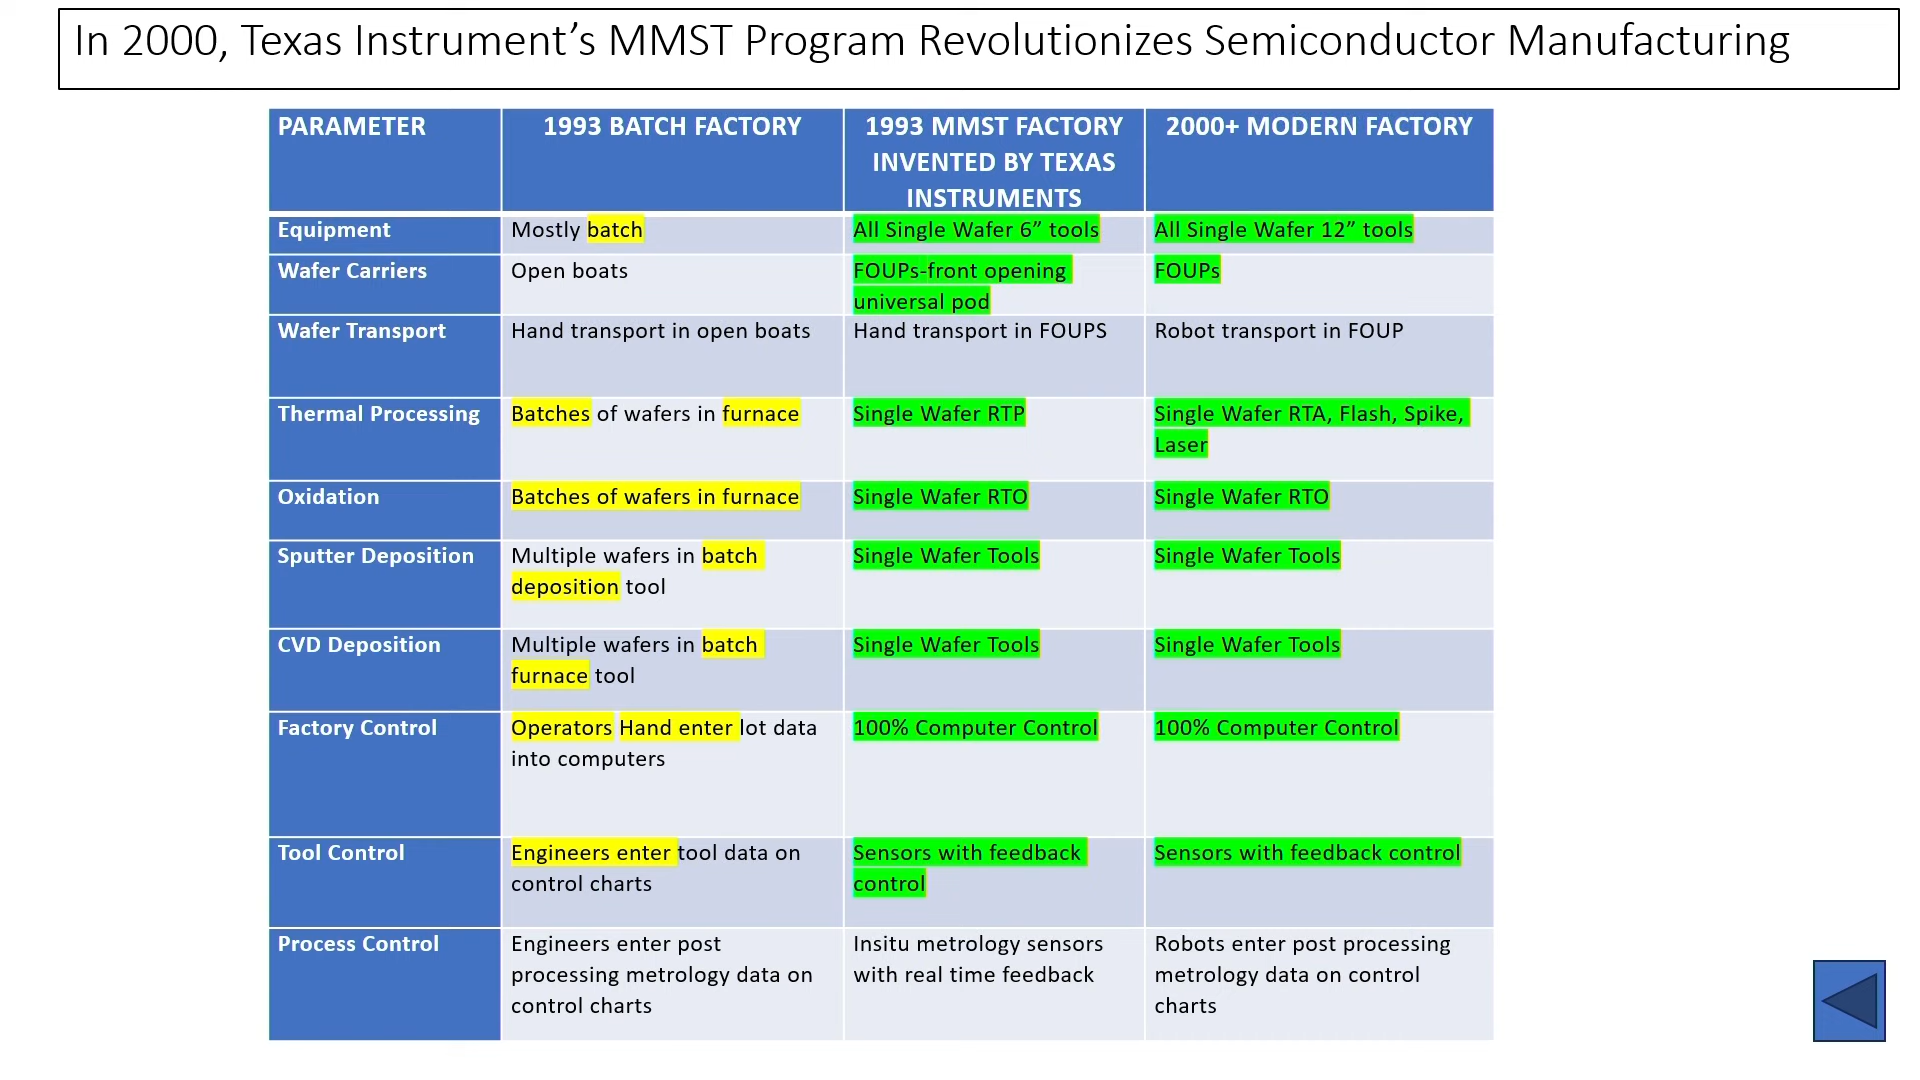 In 2000, Texas Instrument’s MMST Program Revolutionizes Semiconductor Manufacturing
PARAMETER
1993 BATCH FACTORY
1993 MMST FACTORY
INVENTED BY TEXAS
INSTRUMENTS
2000+ MODERN FACTORY
Equipment
Mostly batch
All Single Wafer 6” tools
All Single Wafer 12” tools
Wafer Carriers
Open boats
FOUPs-front opening
universal pod
FOUPs
Wafer Transport
Hand transport in open boats
Hand transport in FOUPS
Robot transport in FOUP
Thermal Processing
Batches of wafers in furnace
Single Wafer RTP
Single Wafer RTA, Flash, Spike,
Laser
Oxidation
Batches of wafers in furnace
Single Wafer RTO
Single Wafer RTO
Sputter Deposition
Multiple wafers in batch
deposition tool
Single Wafer Tools
Single Wafer Tools
CVD Deposition
Multiple wafers in batch
furnace tool
Single Wafer Tools
Single Wafer Tools
Factory Control
Operators Hand enter lot data
into computers
100% Computer Control
100% Computer Control
Tool Control
Engineers enter tool data on
control charts
Sensors with feedback
control
Sensors with feedback control
Process Control
Engineers enter post
processing metrology data on
control charts
Insitu metrology sensors
with real time feedback
Robots enter post processing
metrology data on control
charts